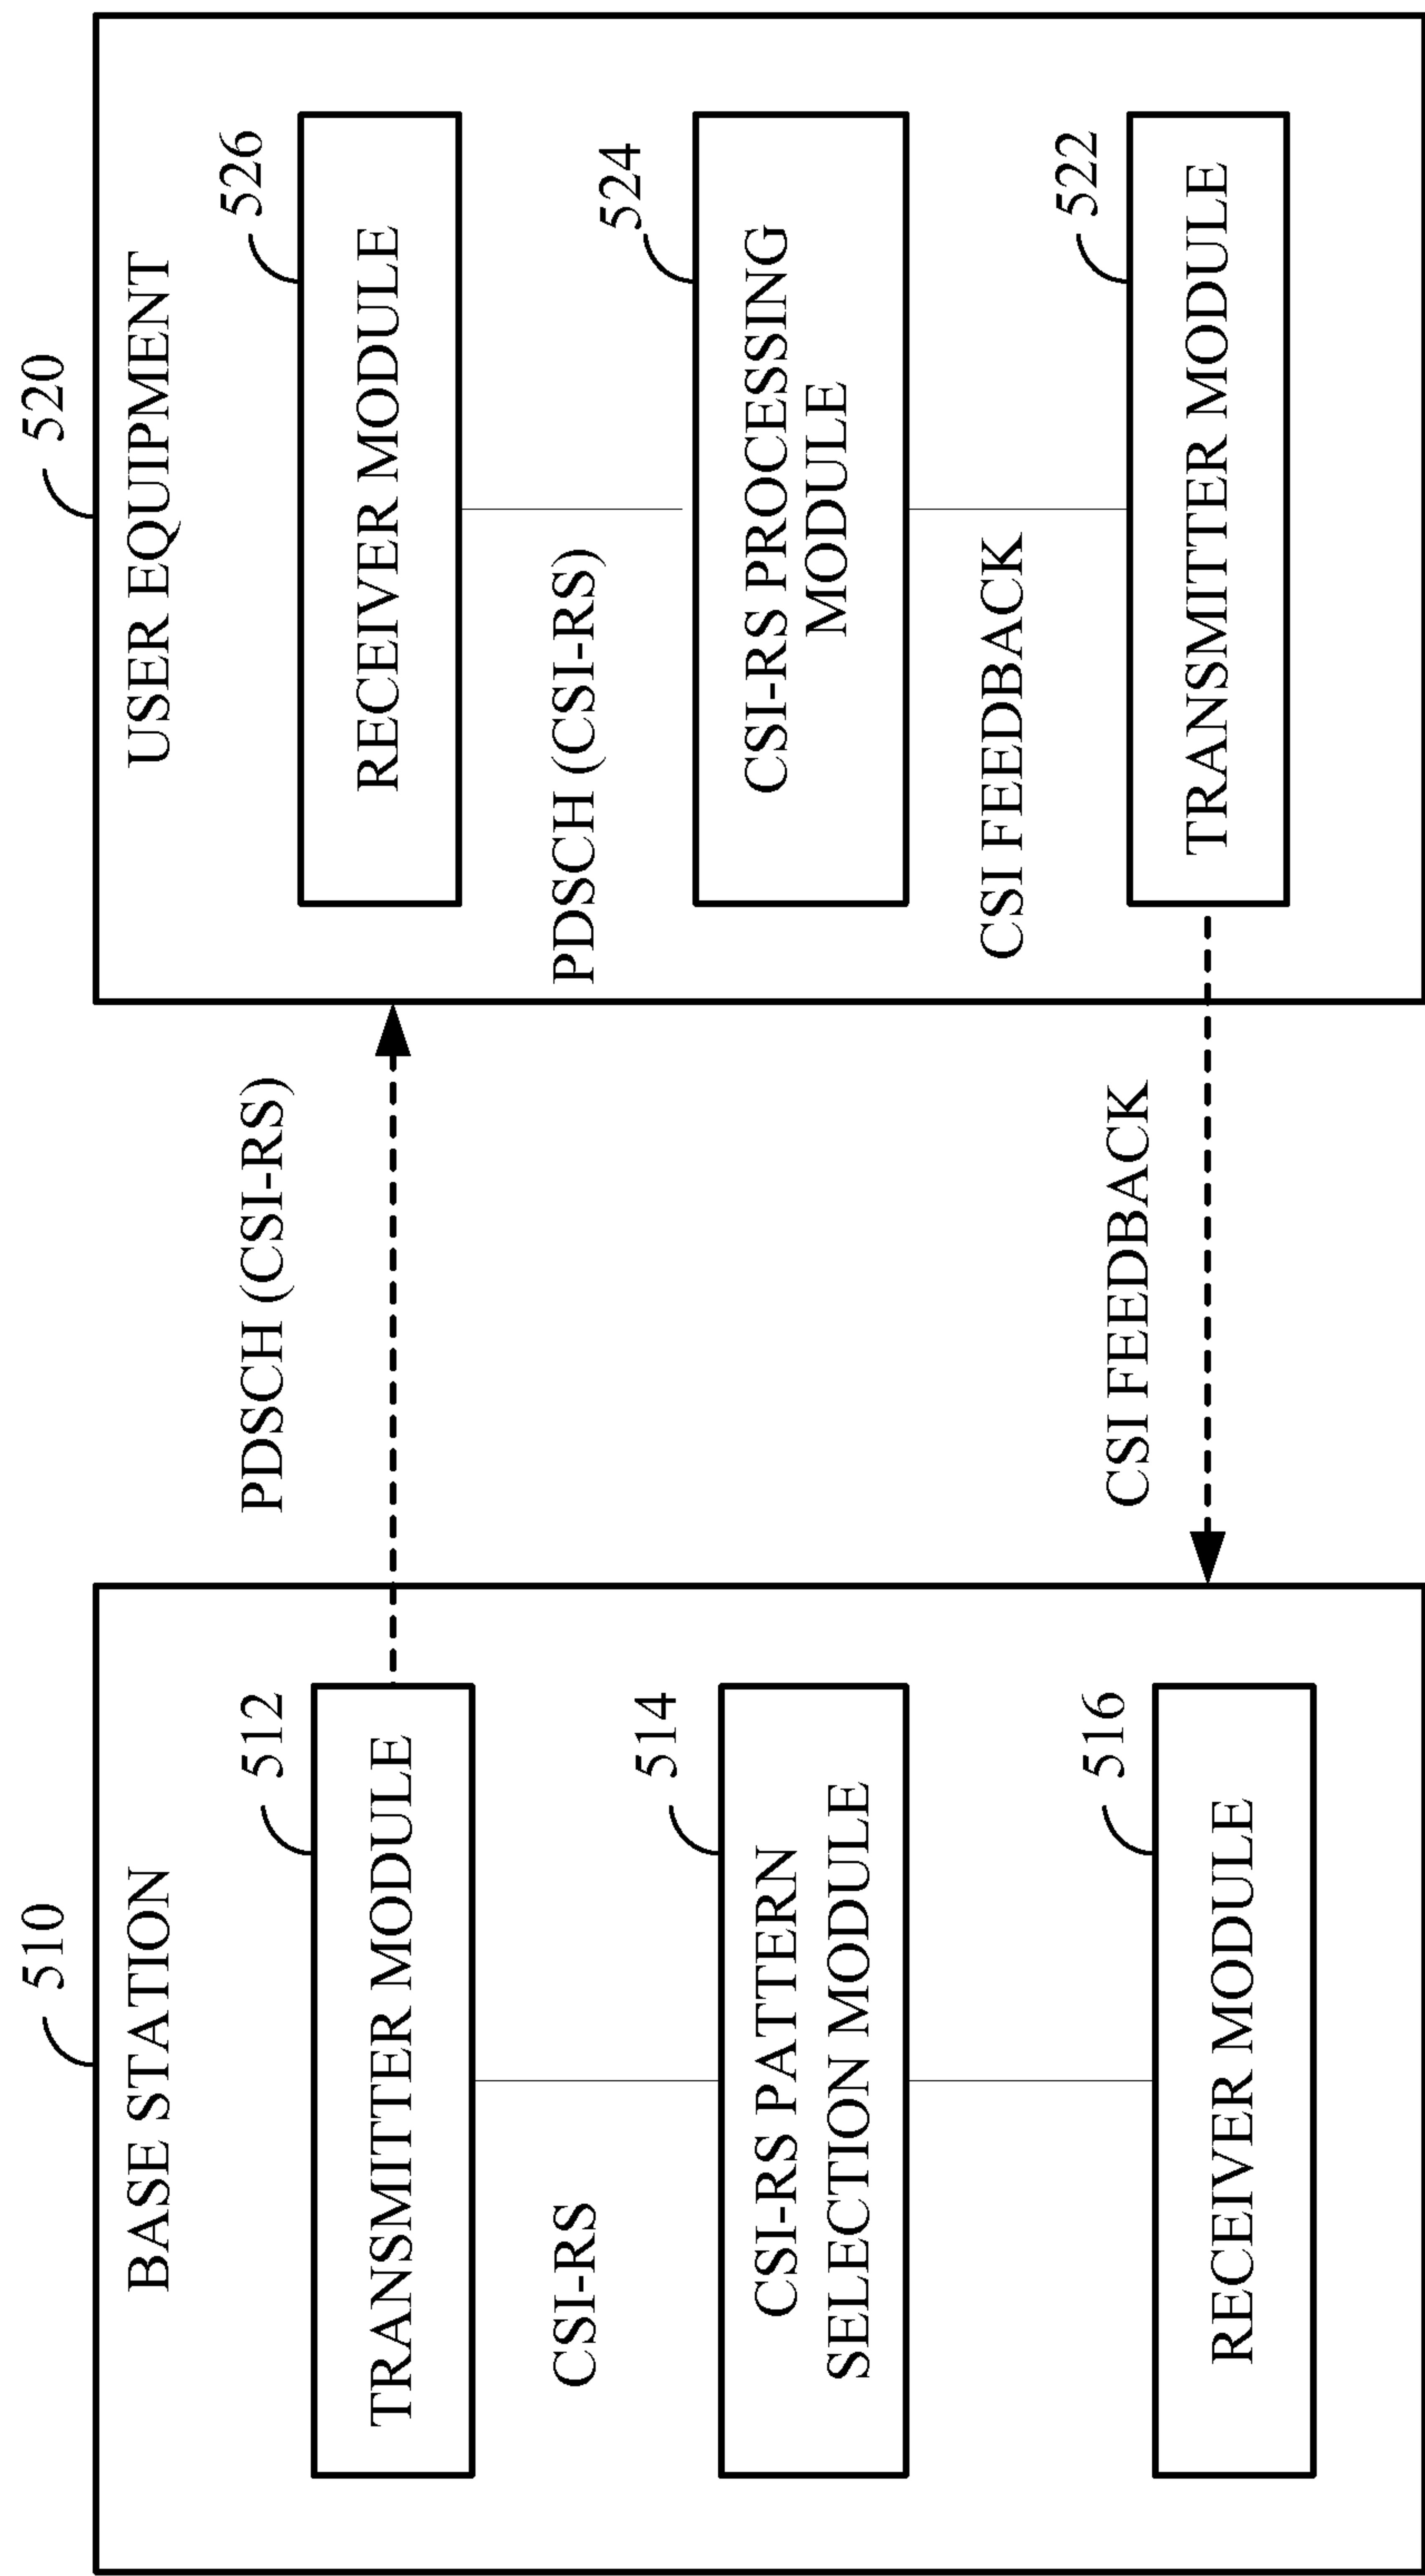 510
BASE STATION
512
TRANSMITTER MODULE
CSI-RS
514
CSI-RS PATTERN
SELECTION MODULE
516
RECEIVER MODULE
PDSCH (CSI-RS)
CSI FEEDBACK
520
USER EQUIPMENT
526
RECEIVER MODULE
PDSCH (CSI-RS)
524
CSI-RS PROCESSING
MODULE
CSI FEEDBACK
522
TRANSMITTER MODULE